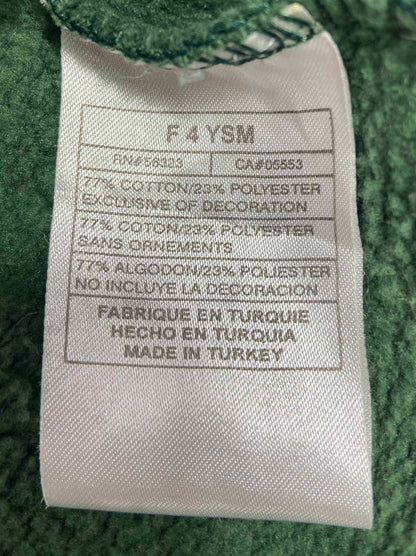 F 4 YSM
RN#56323 CA#05553
77% COTTON/23% POLYESTER
EXCLUSIVE OF DECORATION
77% COTON/23% POLYESTER
SANS ORNEMENTS
77% ALGODON/23% POLIESTER
NO INCLUYE LA DECORACION
FABRIQUE EN TURQUIE
HECHO EN TURQUIA
MADE IN TURKEY